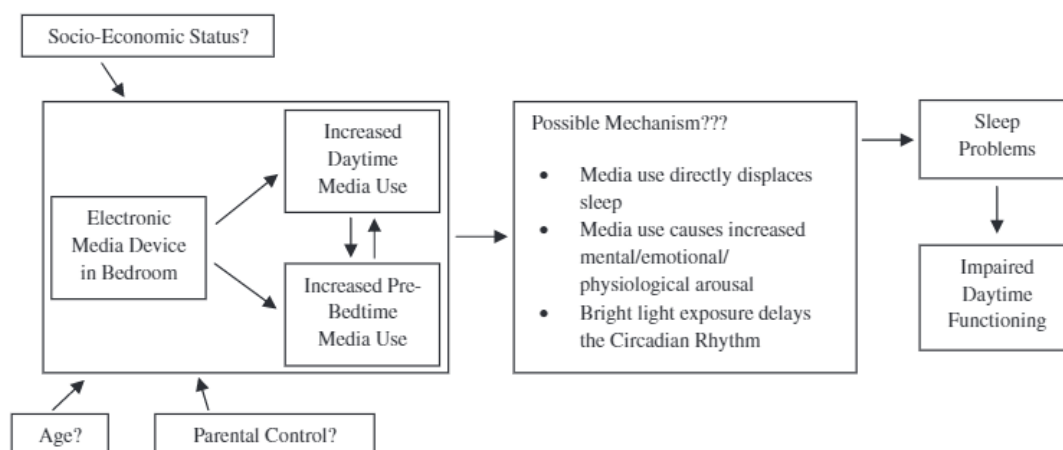 Socio-Economic Status?
Increased
Daytime
Media Use
Electronic
Media Device
in Bedroom
Increased Pre-
Bedtime
Media Use
Age?
Parental Control?
Possible Mechanism???
• Media use directly displaces
sleep
• Media use causes increased
mental/emotional/
physiological arousal
• Bright light exposure delays
the Circadian Rhythm
Sleep
Problems
Impaired
Daytime
Functioning